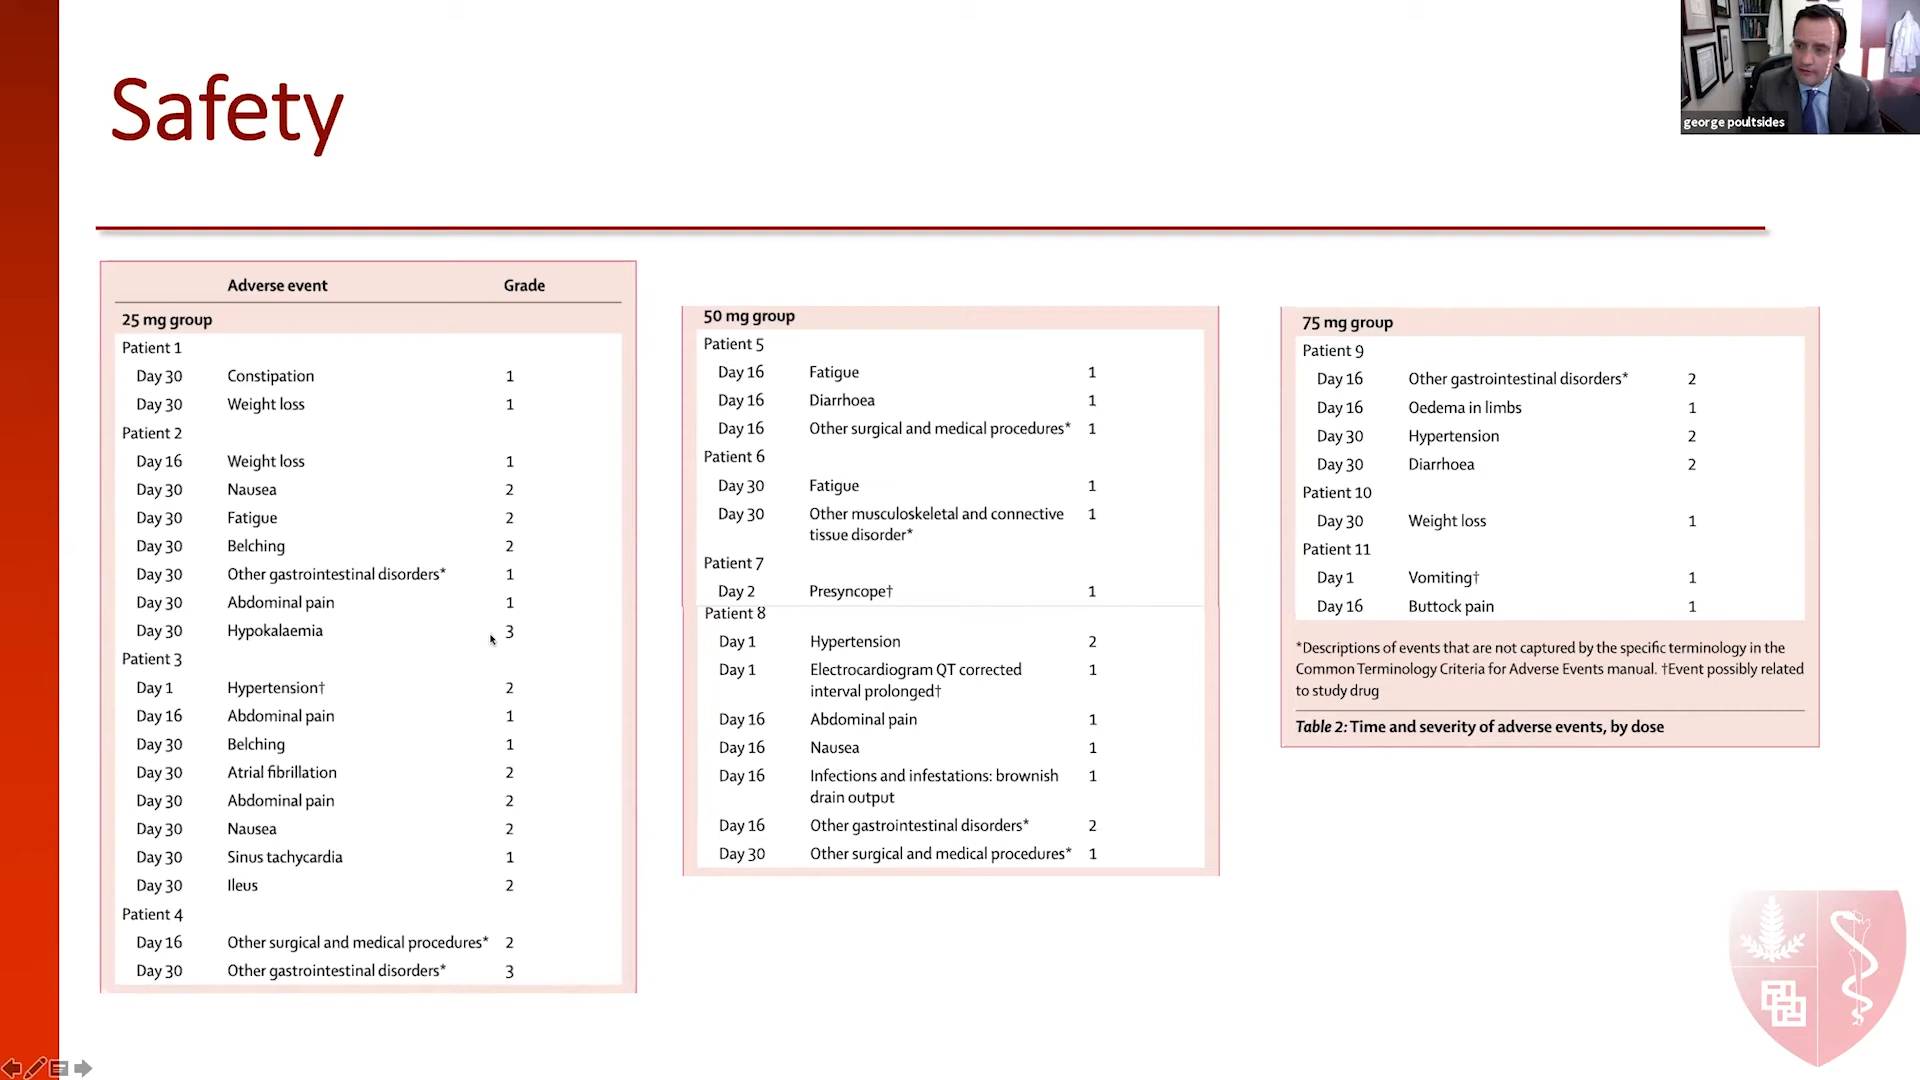 Safety
george poultsides
Adverse event Grade
25 mg group
Patient 1
Day 30 Constipation 1
Day 30 Weight loss 1
Patient 2
Day 16 Weight loss 1
Day 30 Nausea 2
Day 30 Fatigue 2
Day 30 Belching 2
Day 30 Other gastrointestinal disorders* 1
Day 30 Abdominal pain 1
Day 30 Hypokalaemia 3
Patient 3
Day 1 Hypertension† 2
Day 16 Abdominal pain 1
Day 30 Belching 1
Day 30 Atrial fibrillation 2
Day 30 Abdominal pain 2
Day 30 Nausea 2
Day 30 Sinus tachycardia 1
Day 30 Ileus 2
Patient 4
Day 16 Other surgical and medical procedures* 2
Day 30 Other gastrointestinal disorders* 3
50 mg group
Patient 5
Day 16 Fatigue 1
Day 16 Diarrhoea 1
Day 16 Other surgical and medical procedures* 1
Patient 6
Day 30 Fatigue 1
Day 30 Other musculoskeletal and connective 1
tissue disorder*
Patient 7
Day 2 Presyncope† 1
Patient 8
Day 1 Hypertension 2
Day 1 Electrocardiogram QT corrected 1
interval prolonged†
Day 16 Abdominal pain 1
Day 16 Nausea 1
Day 16 Infections and infestations: brownish 1
drain output
Day 16 Other gastrointestinal disorders* 2
Day 30 Other surgical and medical procedures* 1
75 mg group
Patient 9
Day 16 Other gastrointestinal disorders* 2
Day 16 Oedema in limbs 1
Day 30 Hypertension 2
Day 30 Diarrhoea 2
Patient 10
Day 30 Weight loss 1
Patient 11
Day 1 Vomiting† 1
Day 16 Buttock pain 1
*Descriptions of events that are not captured by the specific terminology in the
Common Terminology Criteria for Adverse Events manual. †Event possibly related
to study drug
Table 2: Time and severity of adverse events, by dose